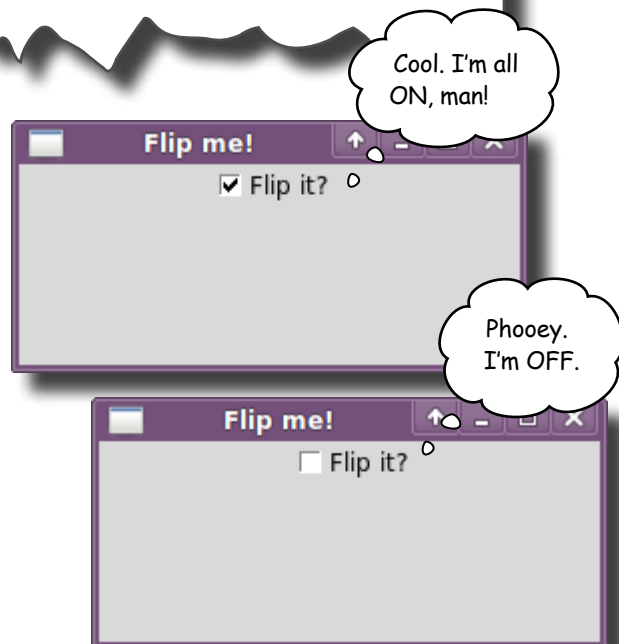 Cool. I'm all
ON, man!
Flip me!
Flip it?
Phooey.
I'm OFF.
Flip me!
Flip it?